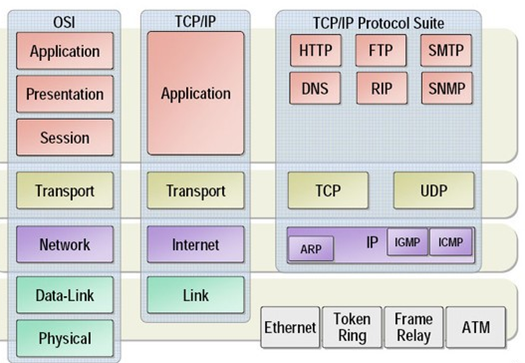 OSI
TCP/IP
TCP/IP Protocol Suite
Application
Presentation
Session
Application
HTTP
FTP
SMTP
DNS
RIP
SNMP
Transport
Transport
TCP
UDP
Network
Internet
ARP
IP
IGMP
ICMP
Data-Link
Link
Physical
Ethernet
Token
Ring
Frame
Relay
ATM